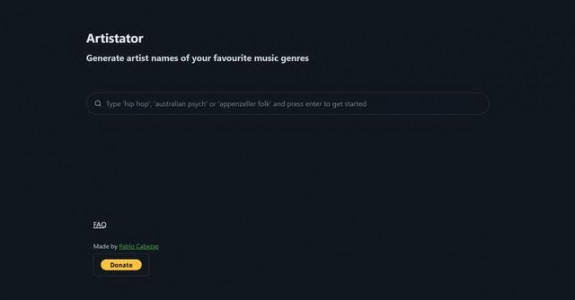 Artistator
Generate artist names of your favourite music genres
Type 'hip hop', 'australian psych' or 'appenzeller folk' and press enter to get started
FAQ
Made by Pablo Cabezas
Donate